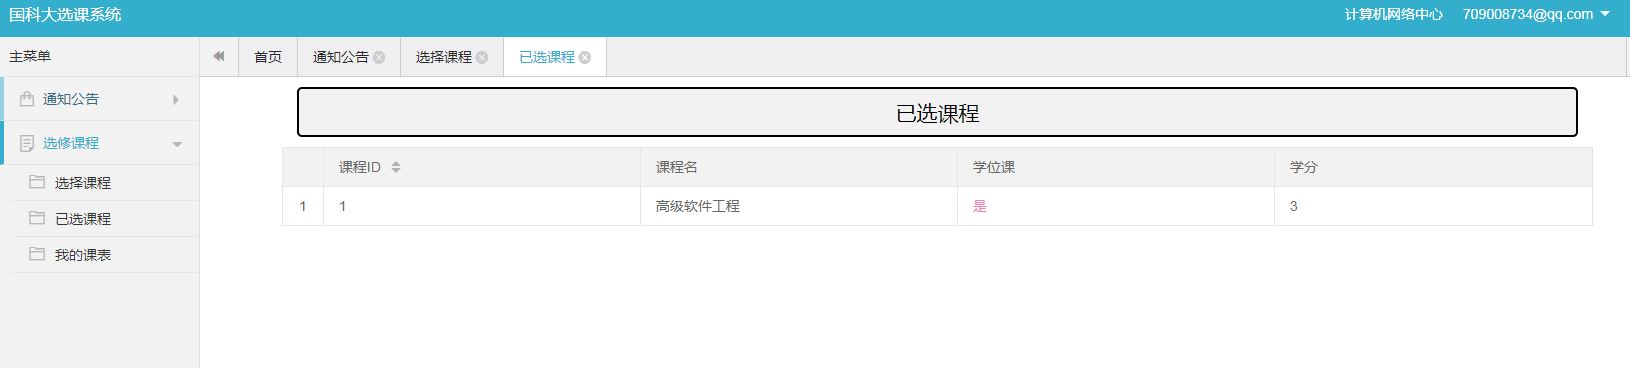 国科大选课系统 计算机网络中心 709008734@qq.com
主菜单 首页 通知公告 选择课程 已选课程
通知公告
选修课程
选择课程
已选课程
我的课表
已选课程
课程ID 课程名 学位课 学分
1 1 高级软件工程 是 3